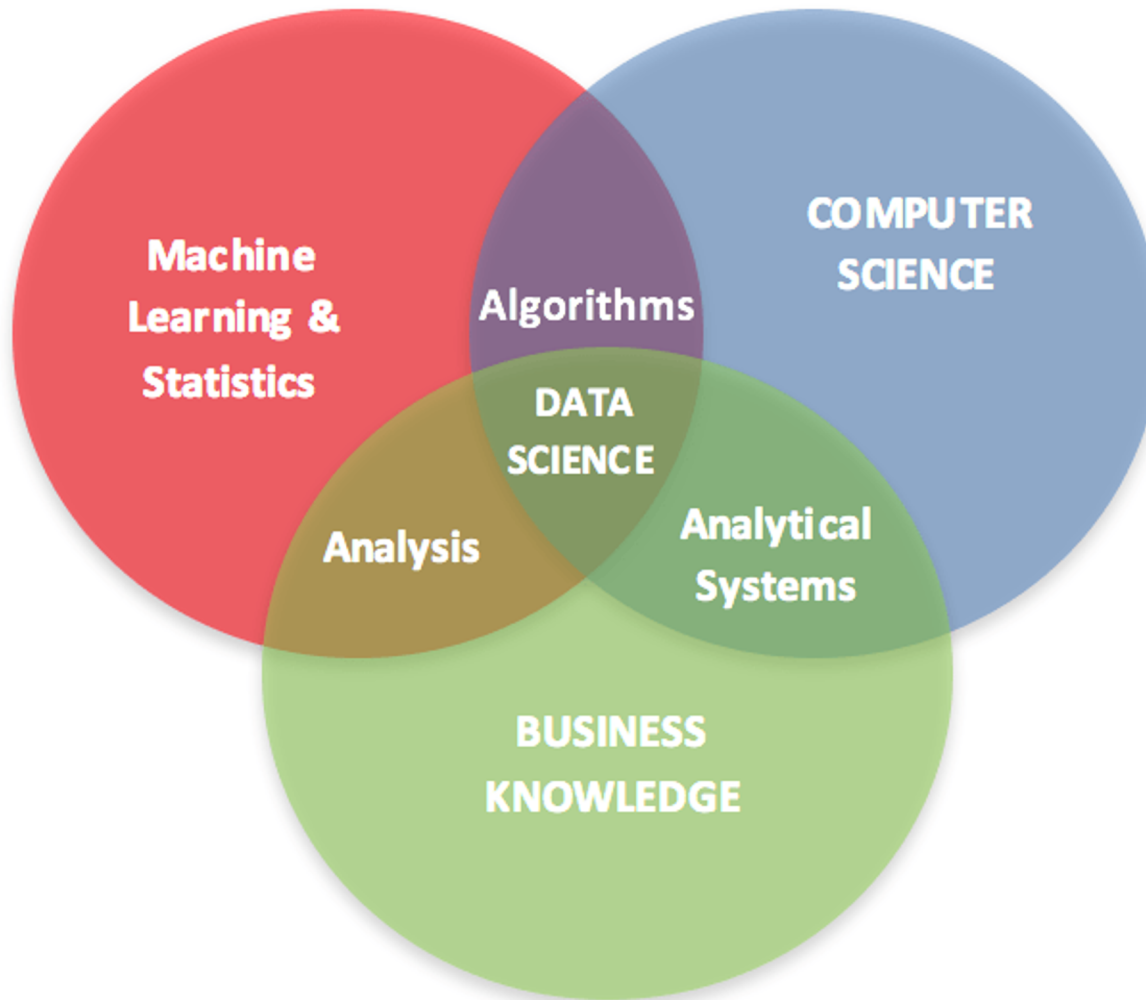 Machine
Learning &
Statistics
COMPUTER
SCIENCE
Algorithms
DATA
SCIENCE
Analysis
Analytical
Systems
BUSINESS
KNOWLEDGE